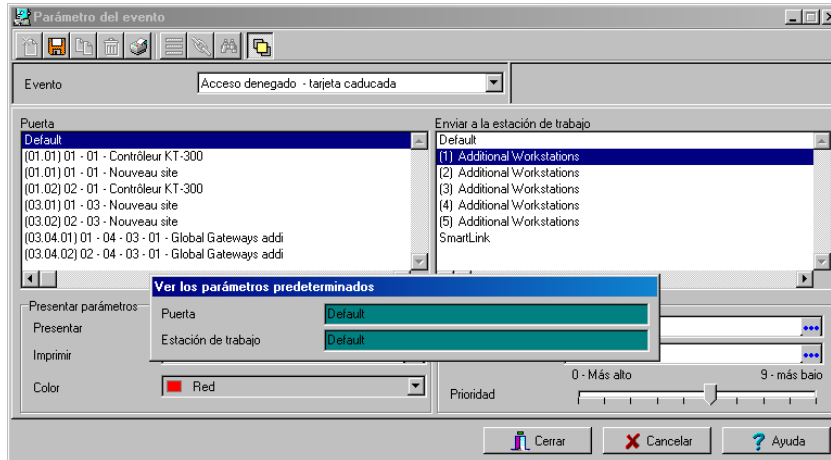 Parámetro del evento
Evento
Acceso denegado - tarjeta caducada
Puerta
Default
(01.01) 01 - 01 - Contrôleur KT-300
(01.01) 01 - 01 - Nouveau site
(01.02) 02 - 01 - Contrôleur KT-300
(03.01) 01 - 03 - Nouveau site
(03.02) 02 - 03 - Nouveau site
(03.04.01) 01 - 04 - 03 - 01 - Global Gateways addi
(03.04.02) 02 - 04 - 03 - 01 - Global Gateways addi
Enviar a la estación de trabajo
Default
(1) Additional Workstations
(2) Additional Workstations
(3) Additional Workstations
(4) Additional Workstations
(5) Additional Workstations
SmartLink
Ver los parámetros predeterminados
Puerta
Default
Estación de trabajo
Default
Presentar parámetros
Presentar
Imprimir
Color
Red
Prioridad
0 - Más alto
9 - más baio
Cerrar
Cancelar
Ayuda